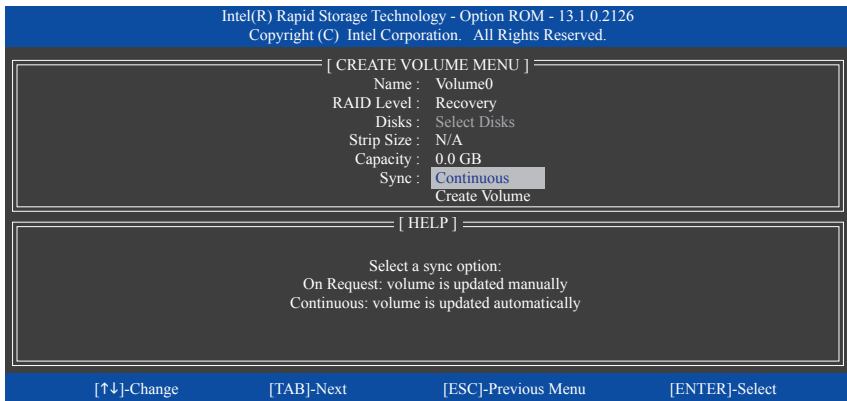 Intel(R) Rapid Storage Technology - Option ROM - 13.1.0.2126
Copyright (C) Intel Corporation. All Rights Reserved.
[ CREATE VOLUME MENU ]
Name : Volume0
RAID Level : Recovery
Disks : Select Disks
Strip Size : N/A
Capacity : 0.0 GB
Sync : Continuous
Create Volume
[ HELP ]
Select a sync option:
On Request: volume is updated manually
Continuous: volume is updated automatically
[↑↓]-Change [TAB]-Next [ESC]-Previous Menu [ENTER]-Select